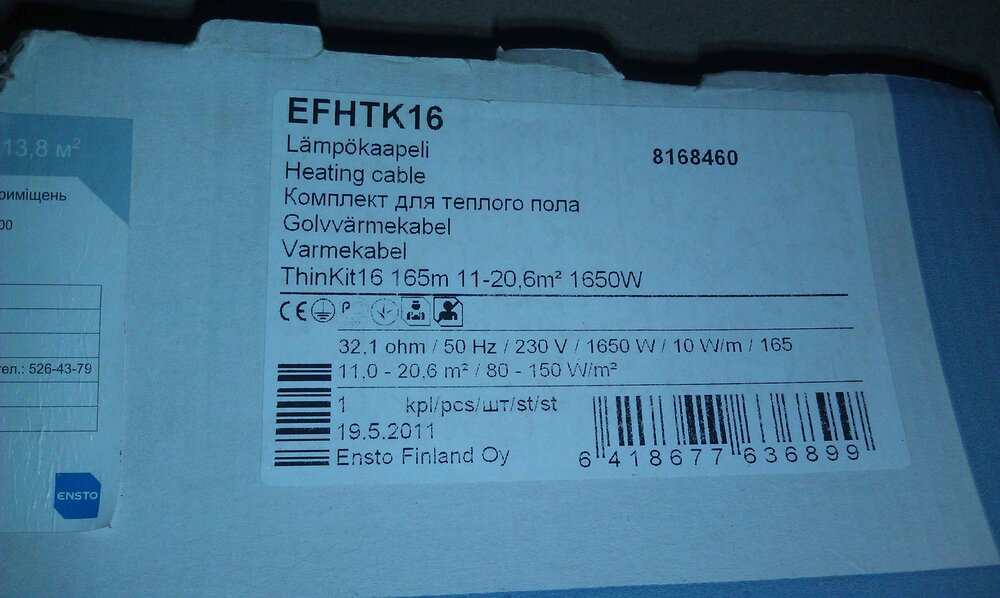 13,8 м²
риміщень
00
тел.: 526-43-79
ENSTO
EFHTK16
8168460
Lämpökaapeli
Heating cable
Комплект для теплого пола
Golvvärmekabel
Varmekabel
ThinKit16 165m 11-20,6m² 1650W
CE
32,1 ohm / 50 Hz / 230 V / 1650 W / 10 W/m / 165
11,0 - 20,6 m² / 80 - 150 W/m²
1 kpl/pcs/шт/st/st
19.5.2011
Ensto Finland Oy
6 418677 636899